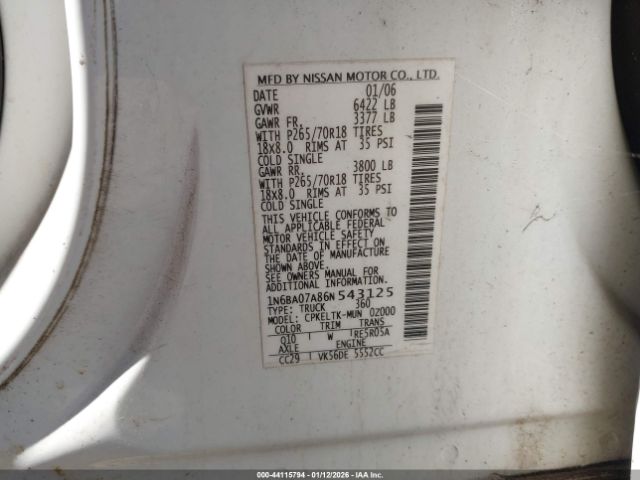 MFD BY NISSAN MOTOR CO., LTD.
DATE 01/06
GVWR 6422 LB
GAWR FR. 3377 LB
WITH P265/70R18 TIRES
18X8.0 RIMS AT 35 PSI
COLD SINGLE
GAWR RR. 3800 LB
WITH P265/70R18 TIRES
18X8.0 RIMS AT 35 PSI
COLD SINGLE
THIS VEHICLE CONFORMS TO
ALL APPLICABLE FEDERAL
MOTOR VEHICLE SAFETY
STANDARDS IN EFFECT ON
THE DATE OF MANUFACTURE
SHOWN ABOVE.
SEE OWNERS MANUAL FOR
ADDITIONAL INFORMATION.
1N6BA07A86N543125
TYPE: TRUCK 360
MODEL: CPKELTK-MUN 02000
COLOR TRIM TRANS
Q10 W RE5R05A
AXLE ENGINE
CC29 VK56DE 5552CC
000-44115794 - 01/12/2026 - IAA Inc.